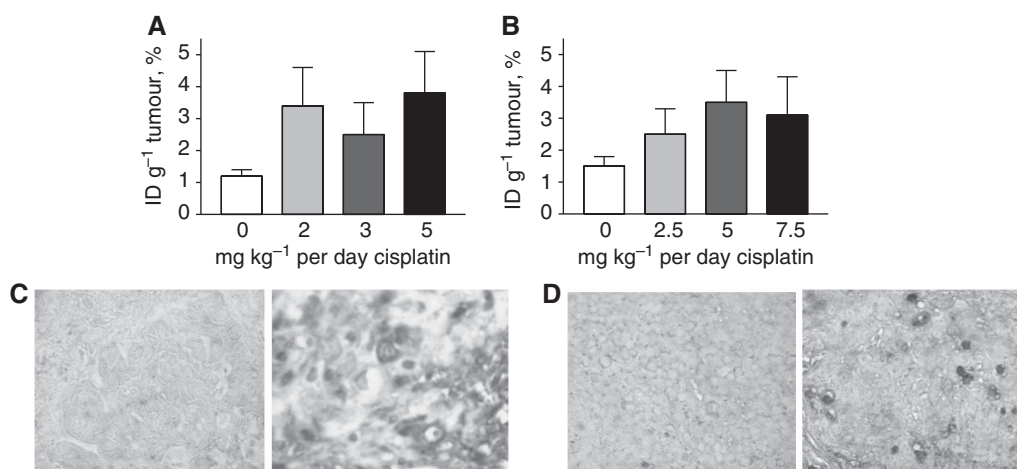 A
ID g⁻¹ tumour, %
5
4
3
2
1
0
0 2 3 5
mg kg⁻¹ per day cisplatin
B
ID g⁻¹ tumour, %
5
4
3
2
1
0
0 2.5 5 7.5
mg kg⁻¹ per day cisplatin
C
D